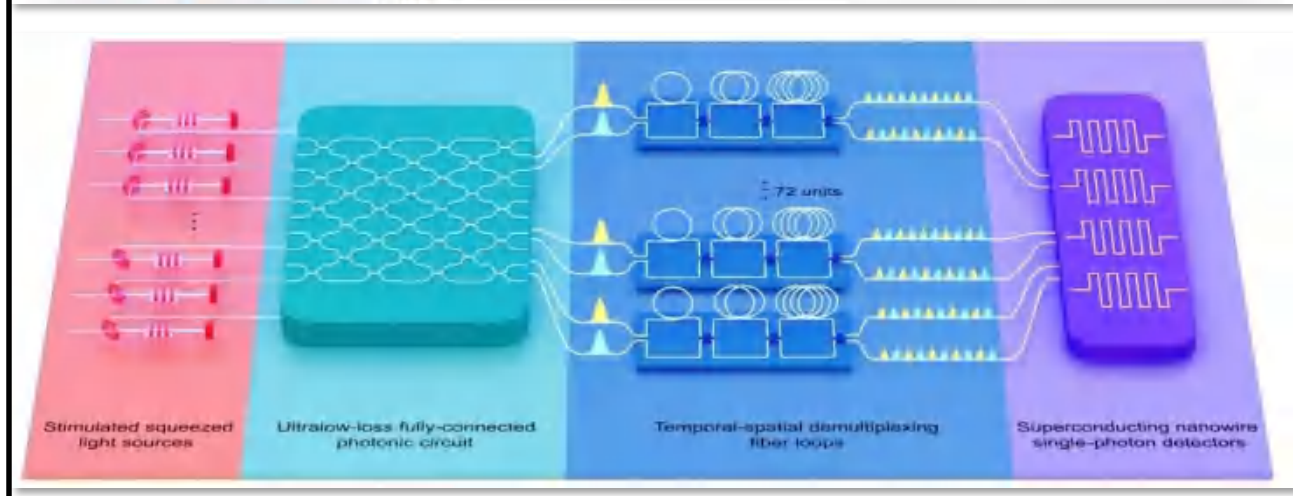 72 units
Stimulated squeezed
light sources
Ultralow-loss fully-connected
photonic circuit
Temporal-spatial demultiplexing
fiber loops
Superconducting nanowire
single-photon detectors